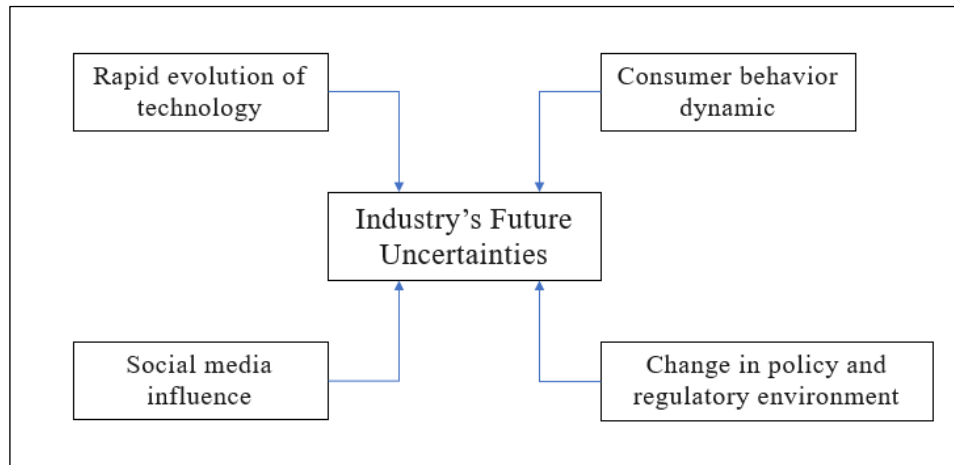 Rapid evolution of
technology
Consumer behavior
dynamic
Industry’s Future
Uncertainties
Social media
influence
Change in policy and
regulatory environment